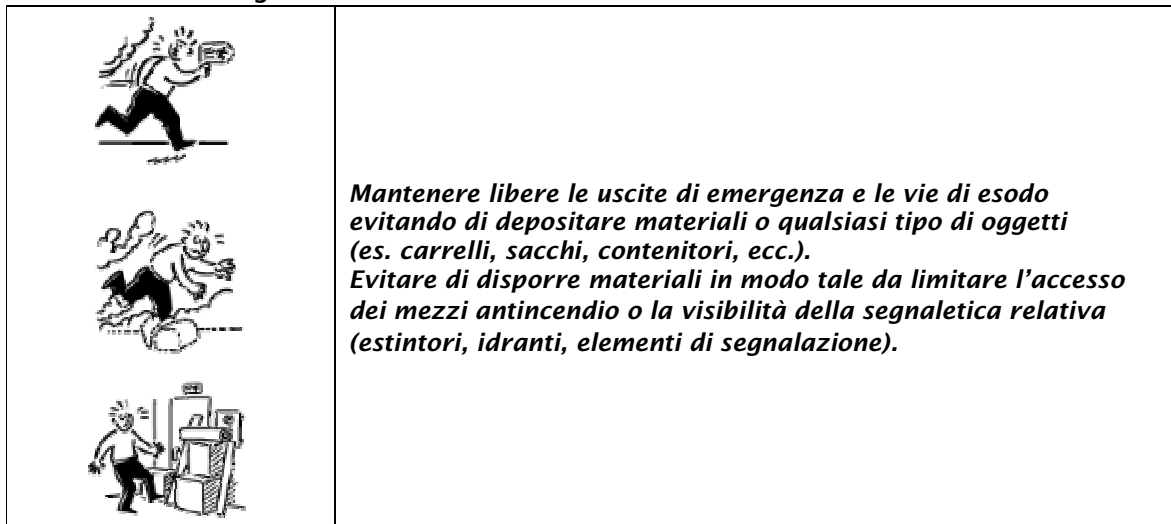 Mantenere libere le uscite di emergenza e le vie di esodo
evitando di depositare materiali o qualsiasi tipo di oggetti
(es. carrelli, sacchi, contenitori, ecc.).
Evitare di disporre materiali in modo tale da limitare l’accesso
dei mezzi antincendio o la visibilità della segnaletica relativa
(estintori, idranti, elementi di segnalazione).